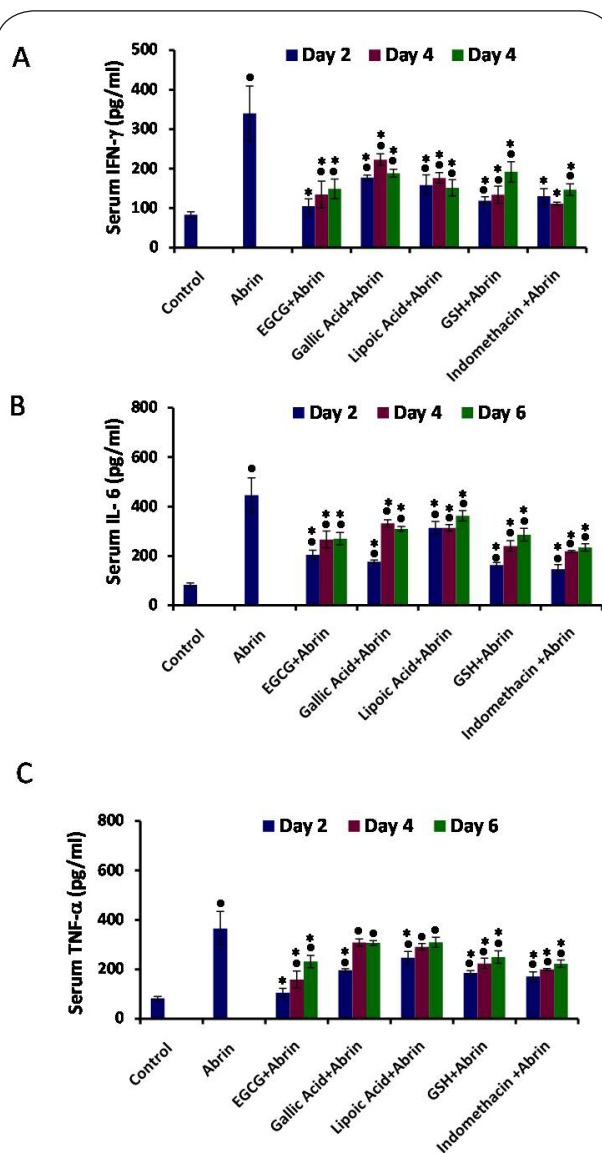 A
Serum IFN-γ (pg/ml)
500
400
300
200
100
0
Day 2 Day 4 Day 4
Control
Abrin
EGCG+Abrin
Gallic Acid+Abrin
Lipoic Acid+Abrin
GSH+Abrin
Indomethacin +Abrin
B
Serum IL- 6 (pg/ml)
800
600
400
200
0
Day 2 Day 4 Day 6
Control
Abrin
EGCG+Abrin
Gallic Acid+Abrin
Lipoic Acid+Abrin
GSH+Abrin
Indomethacin +Abrin
C
Serum TNF-α (pg/ml)
800
600
400
200
0
Day 2 Day 4 Day 6
Control
Abrin
EGCG+Abrin
Gallic Acid+Abrin
Lipoic Acid+Abrin
GSH+Abrin
Indomethacin +Abrin